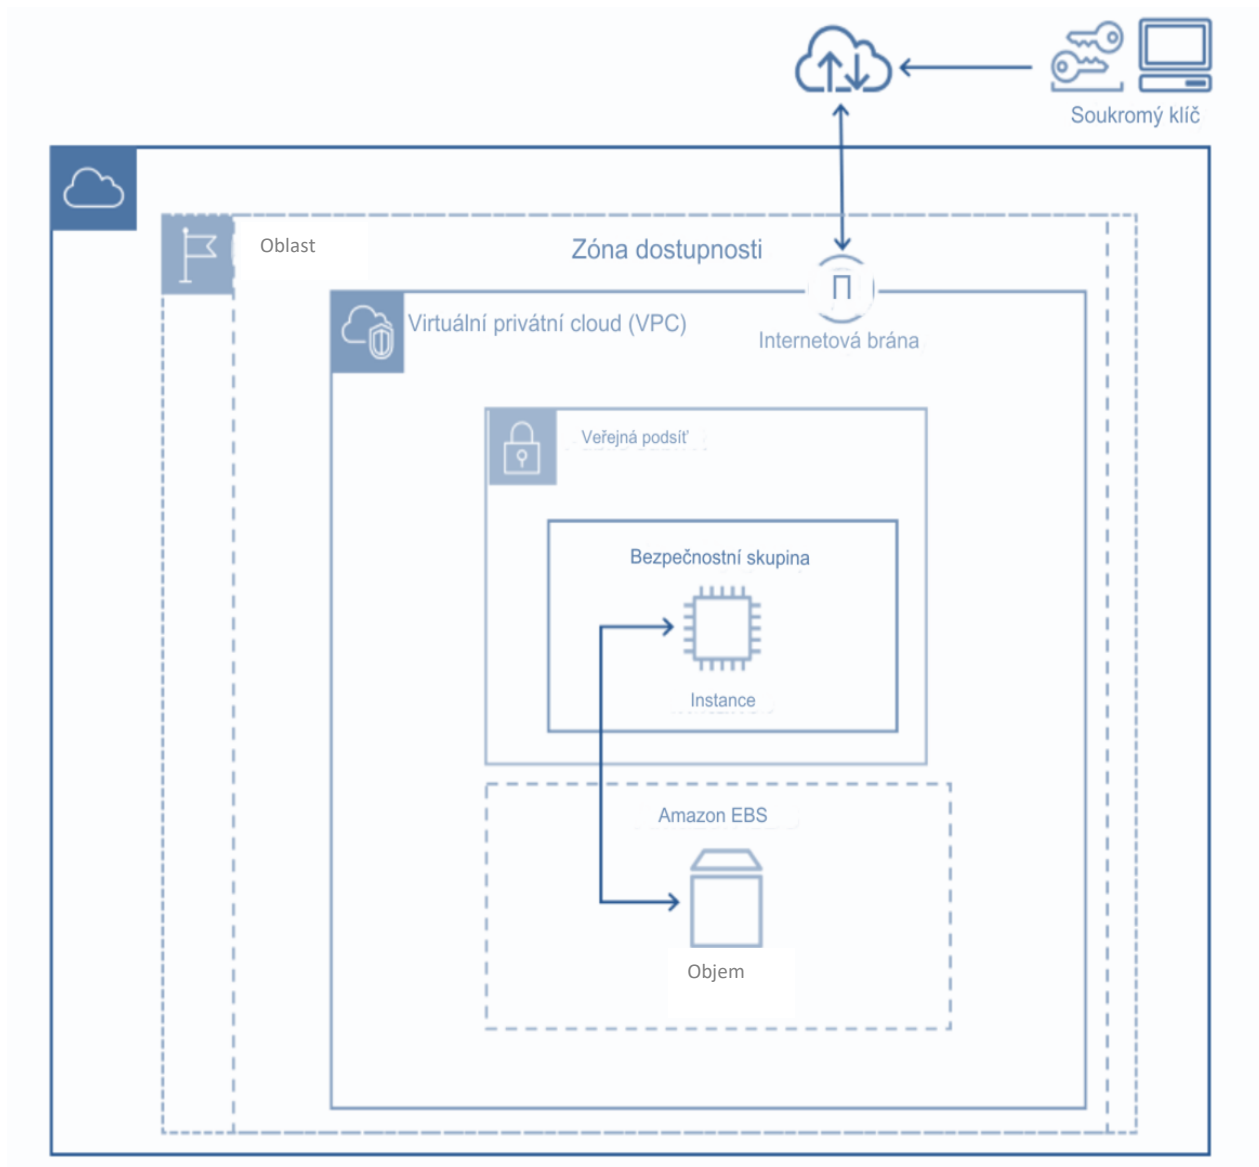 Soukromý klíč
Oblast
Zóna dostupnosti
Virtuální privátní cloud (VPC)
Internetová brána
Veřejná podsíť
Bezpečnostní skupina
Instance
Amazon EBS
Objem